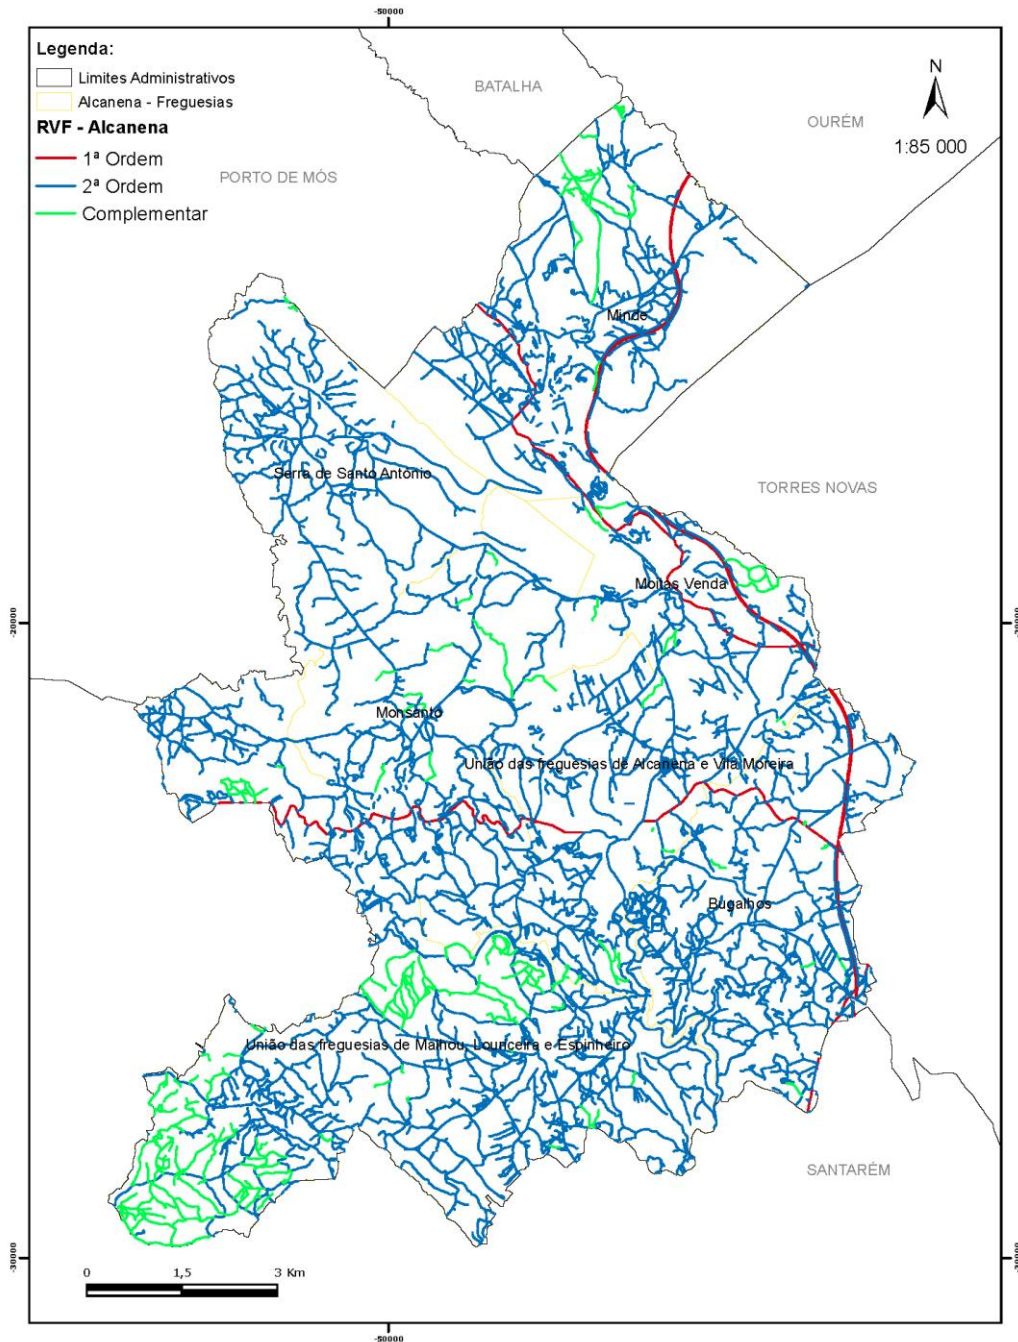 -50000
Legenda:
Limites Administrativos
Alcanena - Freguesias
RVF - Alcanena
1ª Ordem
2ª Ordem
Complementar
BATALHA
N
OURÉM
1:85 000
PORTO DE MÓS
Minde
Serra de Santo António
TORRES NOVAS
Moitas Venda
-20000
-20000
Monsanto
União das freguesias de Alcanena e Vila Moreira
Bugalhos
União das freguesias de Malhou, Louriceira e Espinheiro
SANTARÉM
-30000
-30000
0 1,5 3 Km
-50000